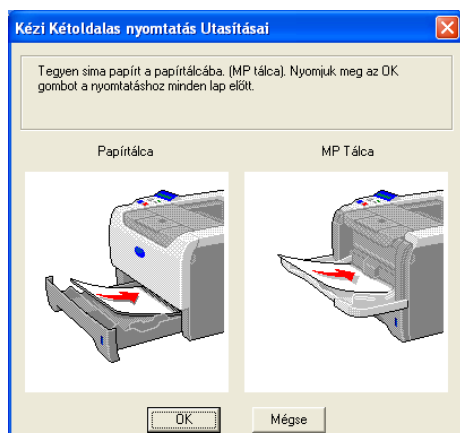 Kézi Kétoldalas nyomtatás Utasításai
Tegyen sima papírt a papírtálcába. (MP tálca). Nyomjuk meg az OK
gombot a nyomtatáshoz minden lap előtt.
Papírtálca
MP Tálca
OK
Mégse